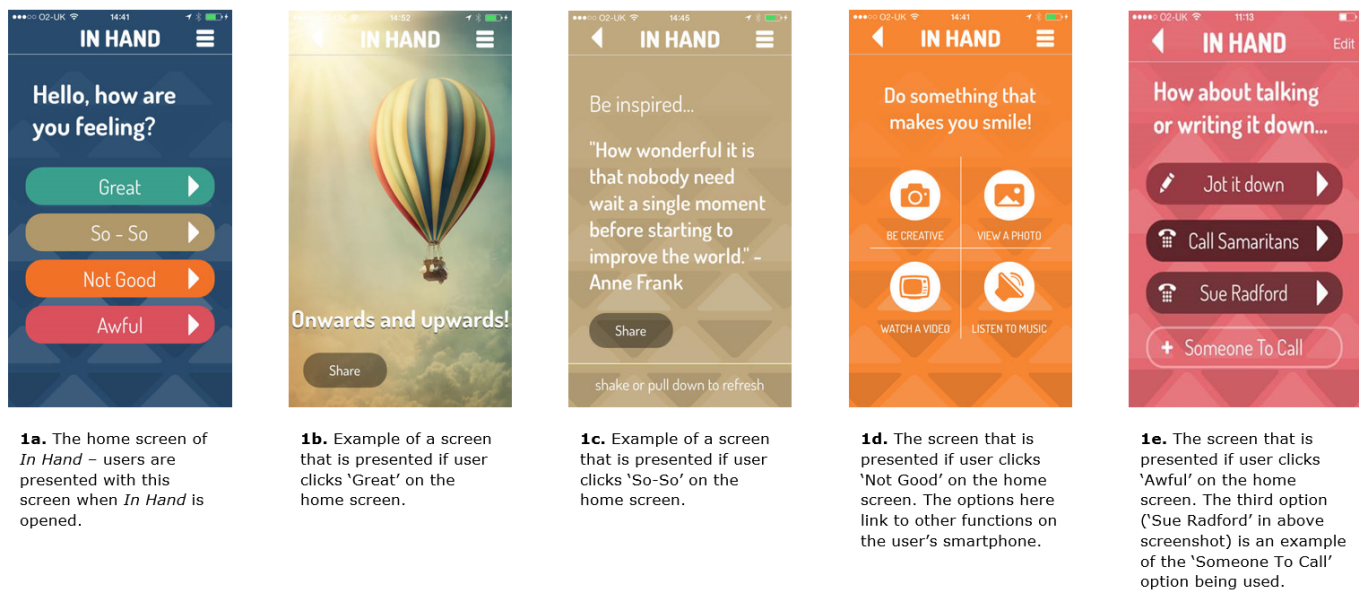 ●●●○○ O2-UK 14:41
IN HAND
Hello, how are
you feeling?
Great
So - So
Not Good
Awful
14:52
IN HAND
Onwards and upwards!
Share
●●●○○ O2-UK 14:45
IN HAND
Be inspired...
"How wonderful it is
that nobody need
wait a single moment
before starting to
improve the world." -
Anne Frank
Share
shake or pull down to refresh
●●●○○ O2-UK 14:41
IN HAND
Do something that
makes you smile!
BE CREATIVE
VIEW A PHOTO
WATCH A VIDEO
LISTEN TO MUSIC
●●●●○ O2-UK 11:13
IN HAND Edit
How about talking
or writing it down...
Jot it down
Call Samaritans
Sue Radford
+ Someone To Call
1a. The home screen of
In Hand – users are
presented with this
screen when In Hand is
opened.
1b. Example of a screen
that is presented if user
clicks ‘Great’ on the
home screen.
1c. Example of a screen
that is presented if user
clicks ‘So-So’ on the
home screen.
1d. The screen that is
presented if user clicks
‘Not Good’ on the home
screen. The options here
link to other functions on
the user’s smartphone.
1e. The screen that is
presented if user clicks
‘Awful’ on the home
screen. The third option
(‘Sue Radford’ in above
screenshot) is an example
of the ‘Someone To Call’
option being used.